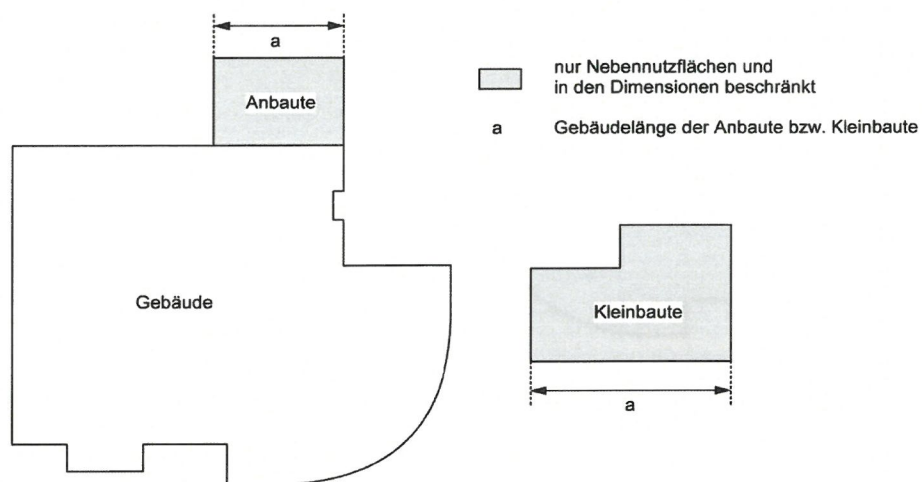 a
Anbaute
nur Nebennutzflächen und
in den Dimensionen beschränkt
a Gebäudelänge der Anbaute bzw. Kleinbaute
Gebäude
Kleinbaute
a